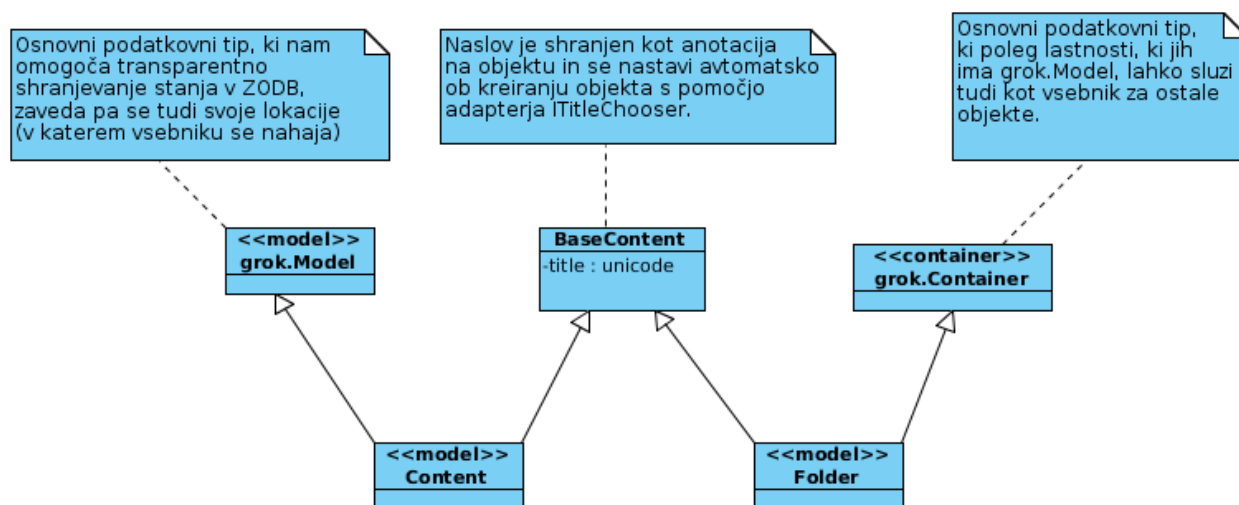 Osnovni podatkovni tip, ki nam
omogoča transparentno
shranjevanje stanja v ZODB,
zaveda pa se tudi svoje lokacije
(v katerem vsebniku se nahaja)
Naslov je shranjen kot anotacija
na objektu in se nastavi avtomatsko
ob kreiranju objekta s pomočjo
adapterja ITitleChooser.
Osnovni podatkovni tip,
ki poleg lastnosti, ki jih
ima grok.Model, lahko sluzi
tudi kot vsebnik za ostale
objekte.
<<model>>
grok.Model
BaseContent
-title : unicode
<<container>>
grok.Container
<<model>>
Content
<<model>>
Folder